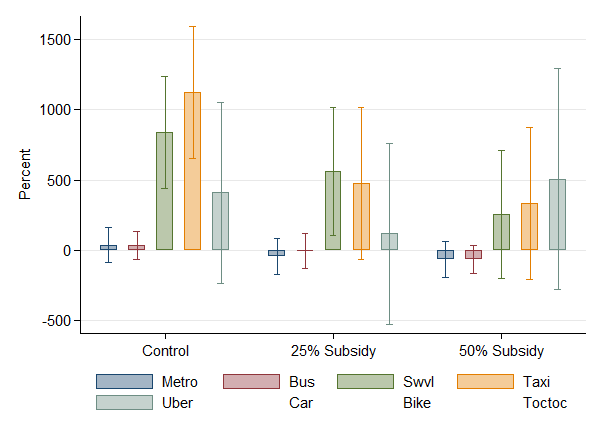 1500
1000
500
0
-500
Percent
Control 25% Subsidy 50% Subsidy
Metro Bus Swvl Taxi
Uber Car Bike Toctoc